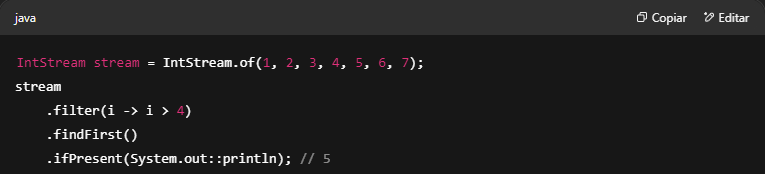 java Copiar Editar
IntStream stream = IntStream.of(1, 2, 3, 4, 5, 6, 7);
stream
    .filter(i -> i > 4)
    .findFirst()
    .ifPresent(System.out::println); // 5